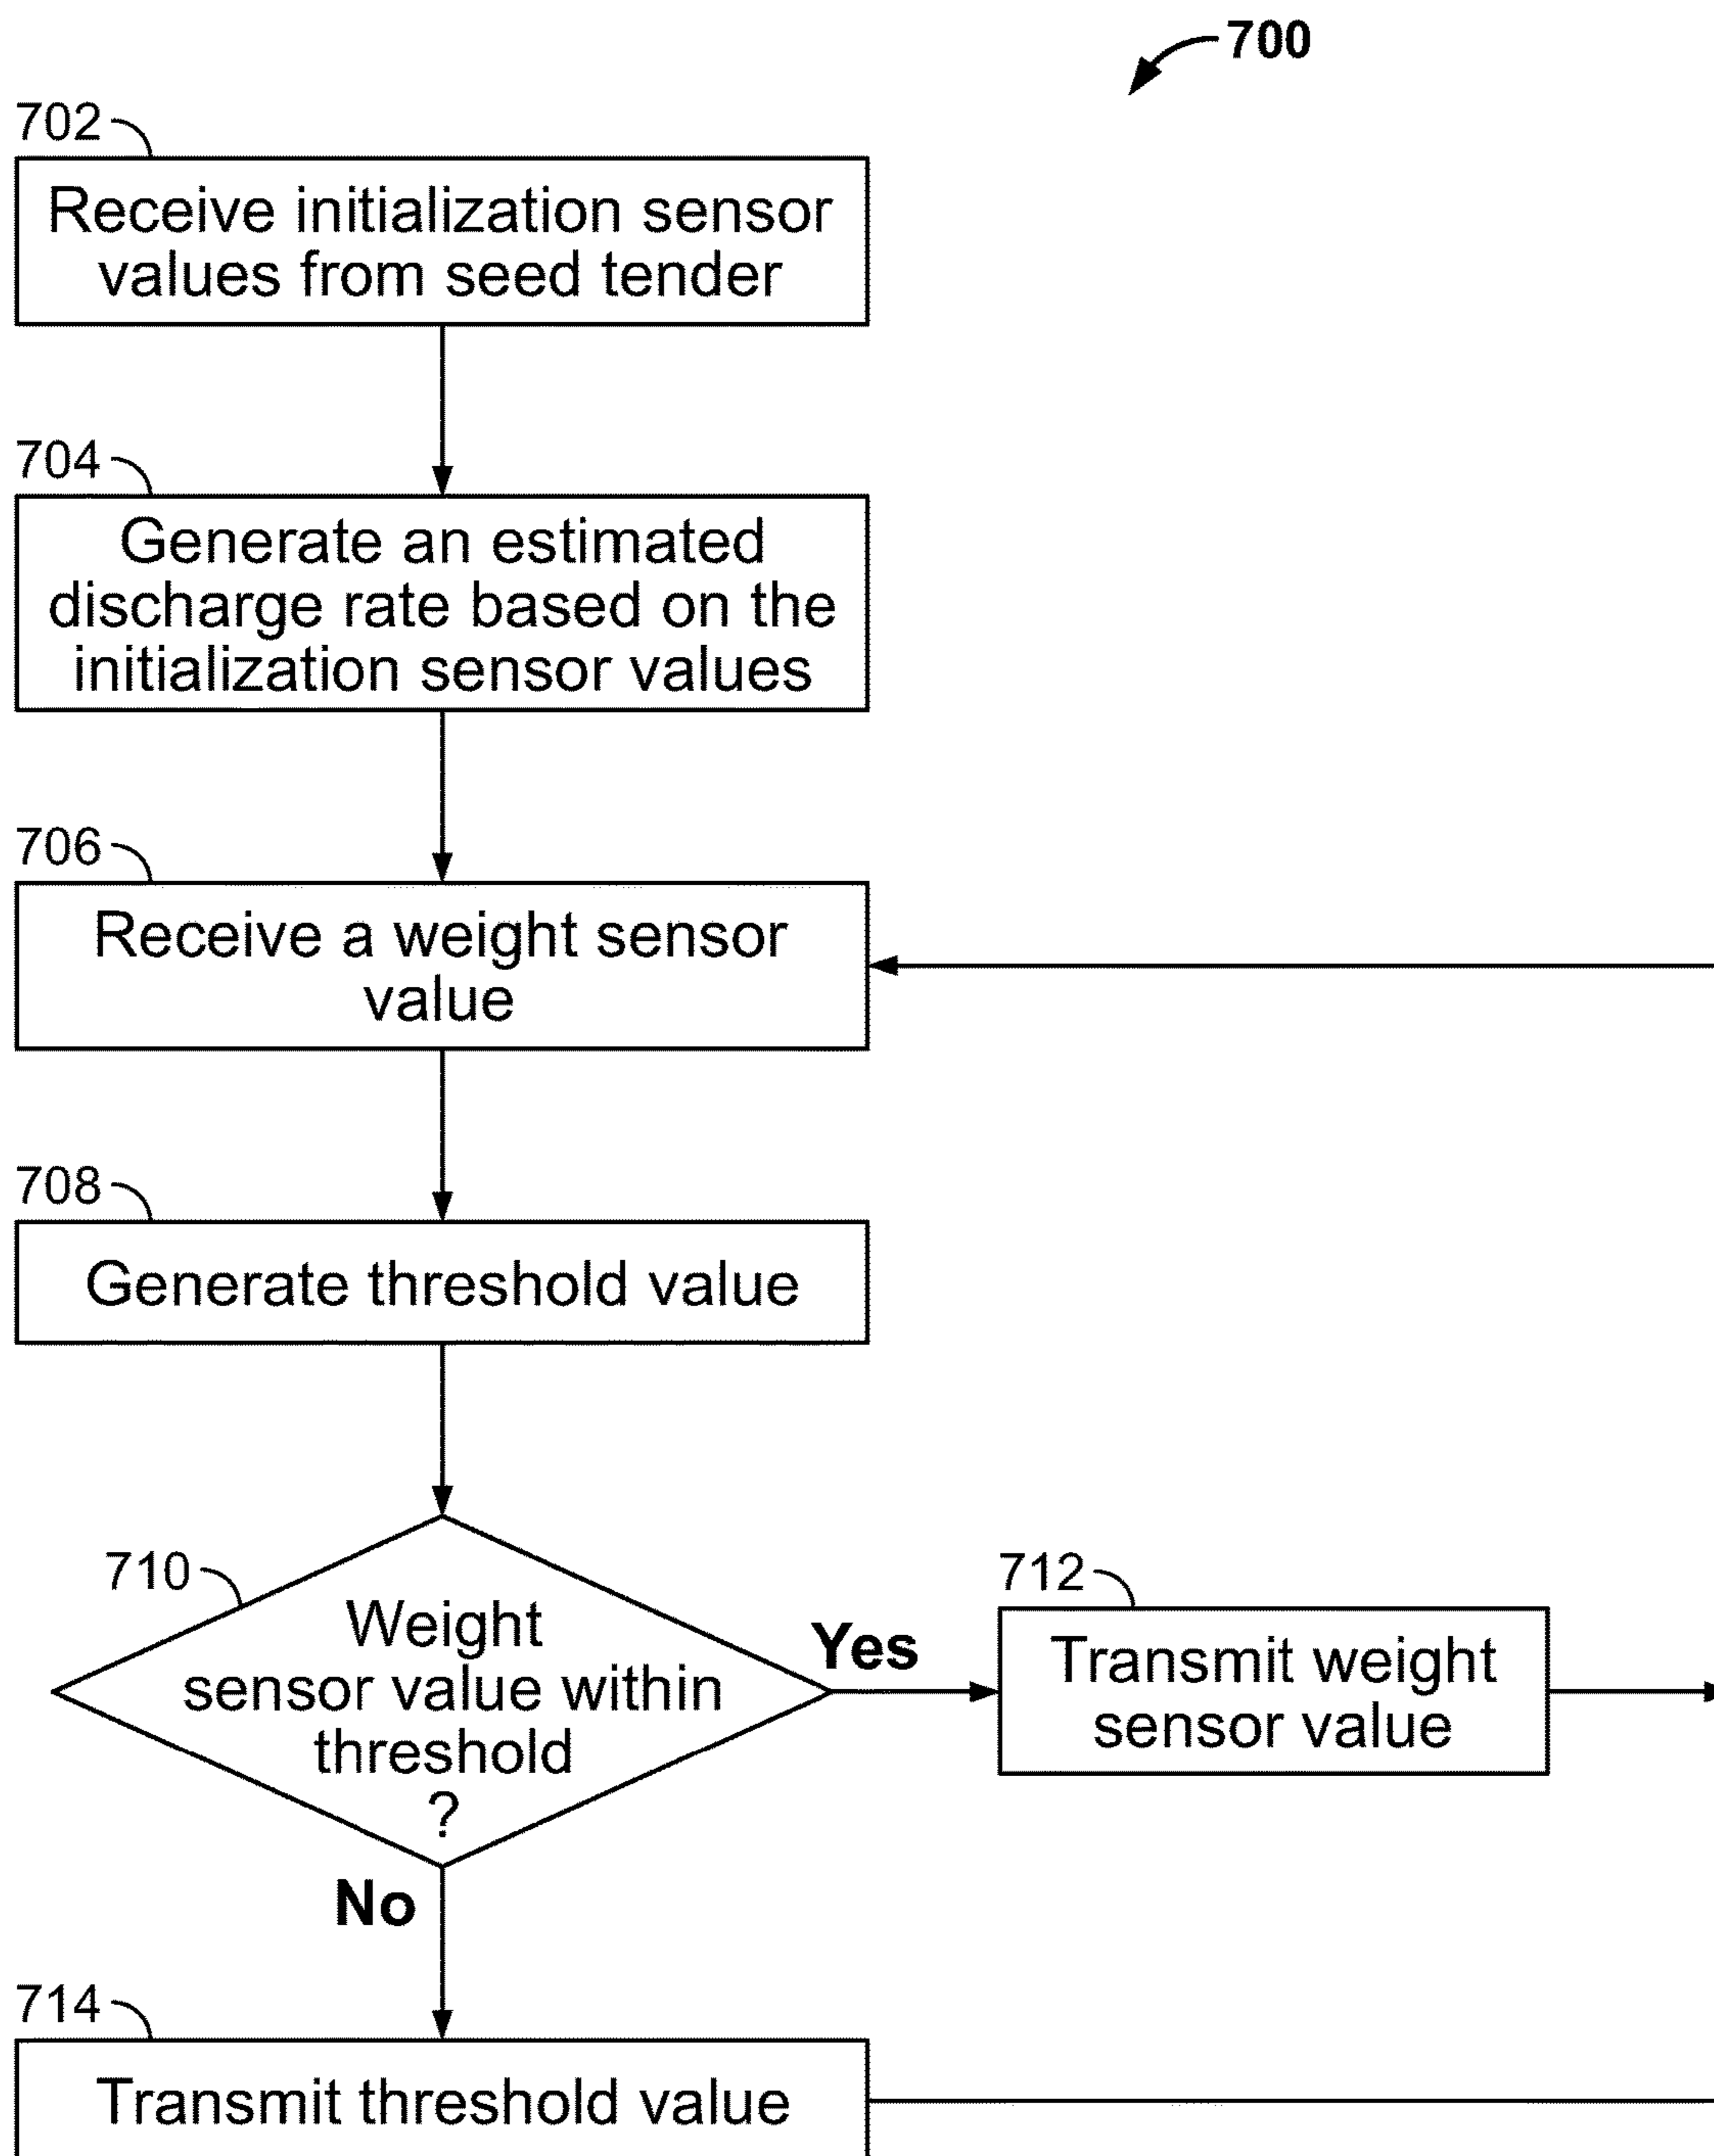 700
702
Receive initialization sensor
values from seed tender
704
Generate an estimated
discharge rate based on the
initialization sensor values
706
Receive a weight sensor
value
708
Generate threshold value
710
Weight
sensor value within
threshold
?
Yes
712
Transmit weight
sensor value
No
714
Transmit threshold value